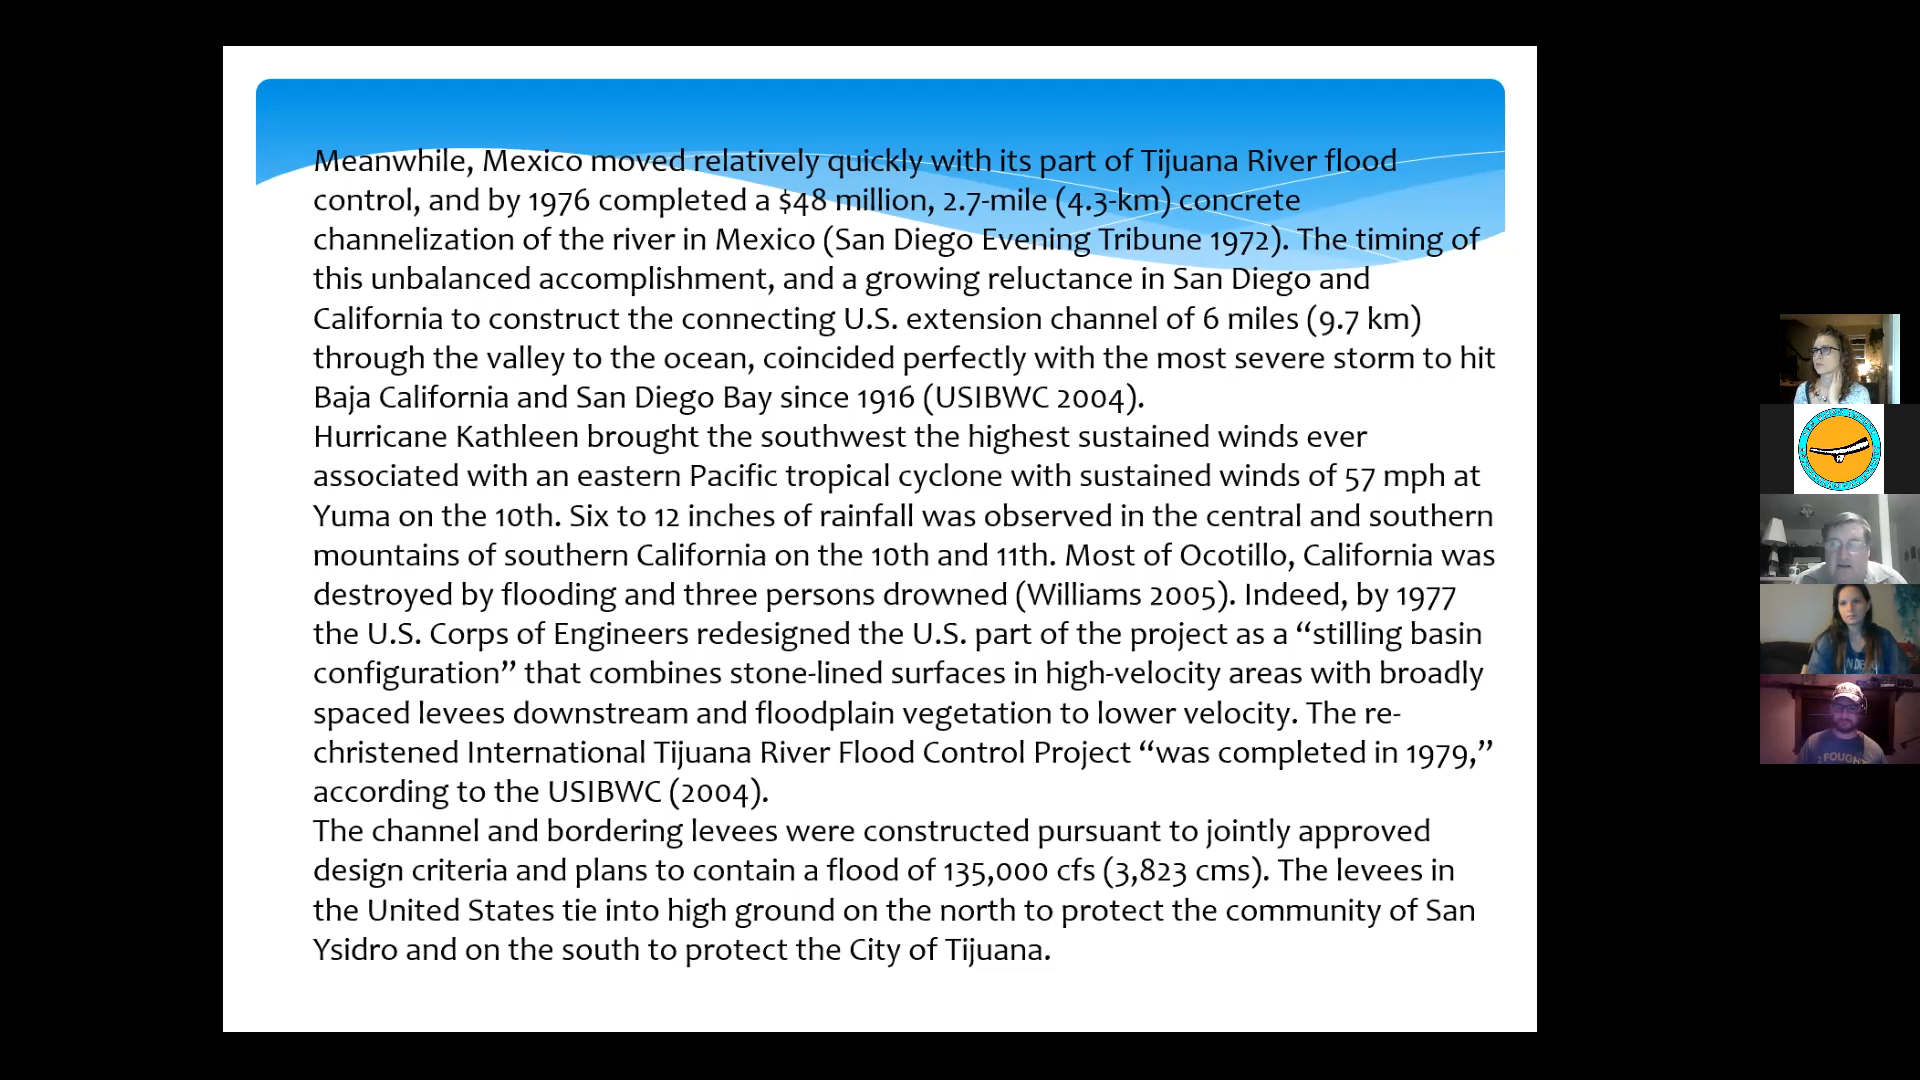 Meanwhile, Mexico moved relatively quickly with its part of Tijuana River flood
control, and by 1976 completed a $48 million, 2.7-mile (4.3-km) concrete
channelization of the river in Mexico (San Diego Evening Tribune 1972). The timing of
this unbalanced accomplishment, and a growing reluctance in San Diego and
California to construct the connecting U.S. extension channel of 6 miles (9.7 km)
through the valley to the ocean, coincided perfectly with the most severe storm to hit
Baja California and San Diego Bay since 1916 (USIBWC 2004).
Hurricane Kathleen brought the southwest the highest sustained winds ever
associated with an eastern Pacific tropical cyclone with sustained winds of 57 mph at
Yuma on the 10th. Six to 12 inches of rainfall was observed in the central and southern
mountains of southern California on the 10th and 11th. Most of Ocotillo, California was
destroyed by flooding and three persons drowned (Williams 2005). Indeed, by 1977
the U.S. Corps of Engineers redesigned the U.S. part of the project as a “stilling basin
configuration” that combines stone-lined surfaces in high-velocity areas with broadly
spaced levees downstream and floodplain vegetation to lower velocity. The re-
christened International Tijuana River Flood Control Project “was completed in 1979,”
according to the USIBWC (2004).
The channel and bordering levees were constructed pursuant to jointly approved
design criteria and plans to contain a flood of 135,000 cfs (3,823 cms). The levees in
the United States tie into high ground on the north to protect the community of San
Ysidro and on the south to protect the City of Tijuana.
FOUGHT